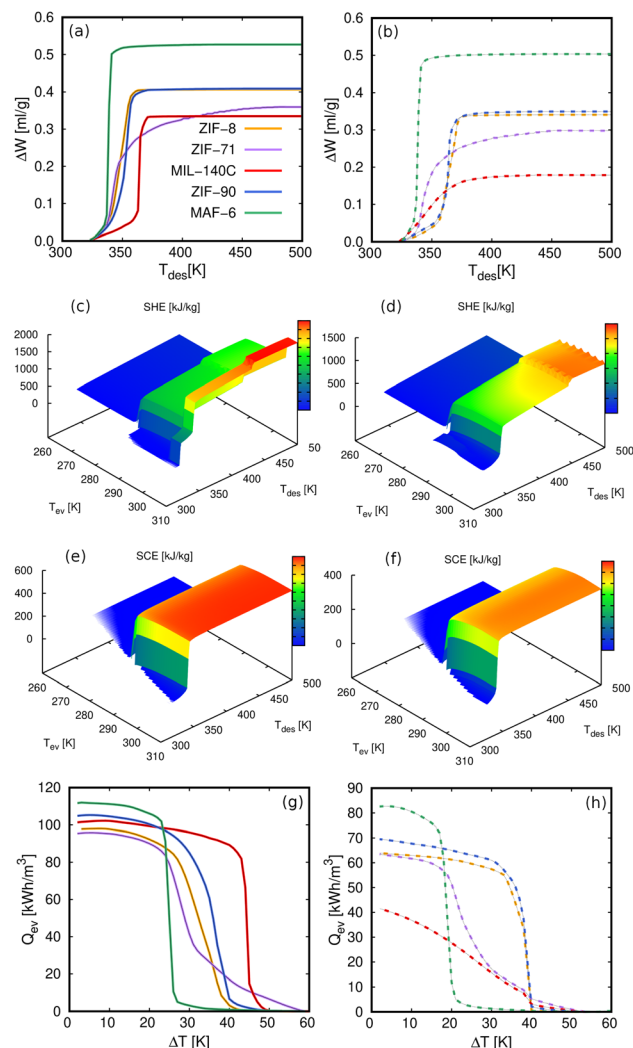 (a)
0.6
0.5
0.4
0.3
0.2
0.1
0.0
ΔW [ml/g]
ZIF-8
ZIF-71
MIL-140C
ZIF-90
MAF-6
300 350 400 450 500
T_des[K]
(b)
0.6
0.5
0.4
0.3
0.2
0.1
0.0
ΔW [ml/g]
300 350 400 450 500
T_des[K]
(c)
SHE [kJ/kg]
2000
1500
1000
500
0
260
270
280
290
300
310
T_ev [K]
300
350
400
450
50
T_des [K]
(d)
SHE [kJ/kg]
1500
1000
500
0
260
270
280
290
300
310
T_ev [K]
300
350
400
450
500
T_des [K]
(e)
SCE [kJ/kg]
600
400
200
0
260
270
280
290
300
310
T_ev [K]
300
350
400
450
500
T_des [K]
(f)
SCE [kJ/kg]
400
200
0
260
270
280
290
300
310
T_ev [K]
300
350
400
450
500
T_des [K]
(g)
120
100
80
60
40
20
0
Q_ev [kWh/m³]
0 10 20 30 40 50 60
ΔT [K]
(h)
90
80
70
60
50
40
30
20
10
0
Q_ev [kWh/m³]
0 10 20 30 40 50 60
ΔT [K]